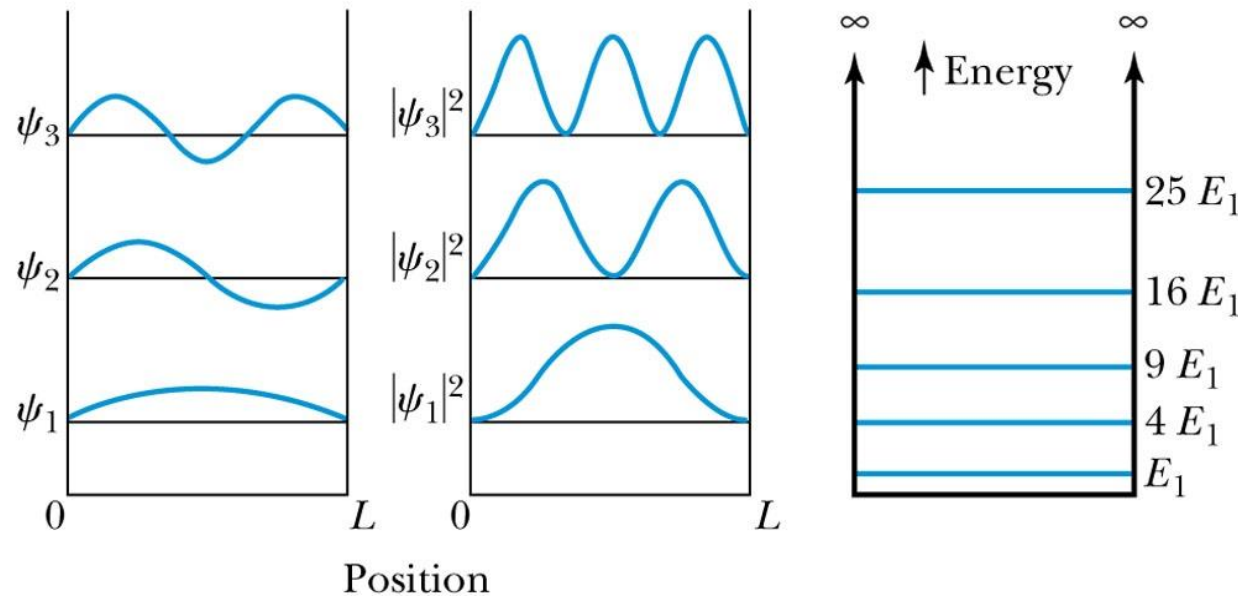 ψ₃
ψ₂
ψ₁
0
L
|ψ₃|²
|ψ₂|²
|ψ₁|²
0
L
Position
∞ ∞
Energy
25 E₁
16 E₁
9 E₁
4 E₁
E₁